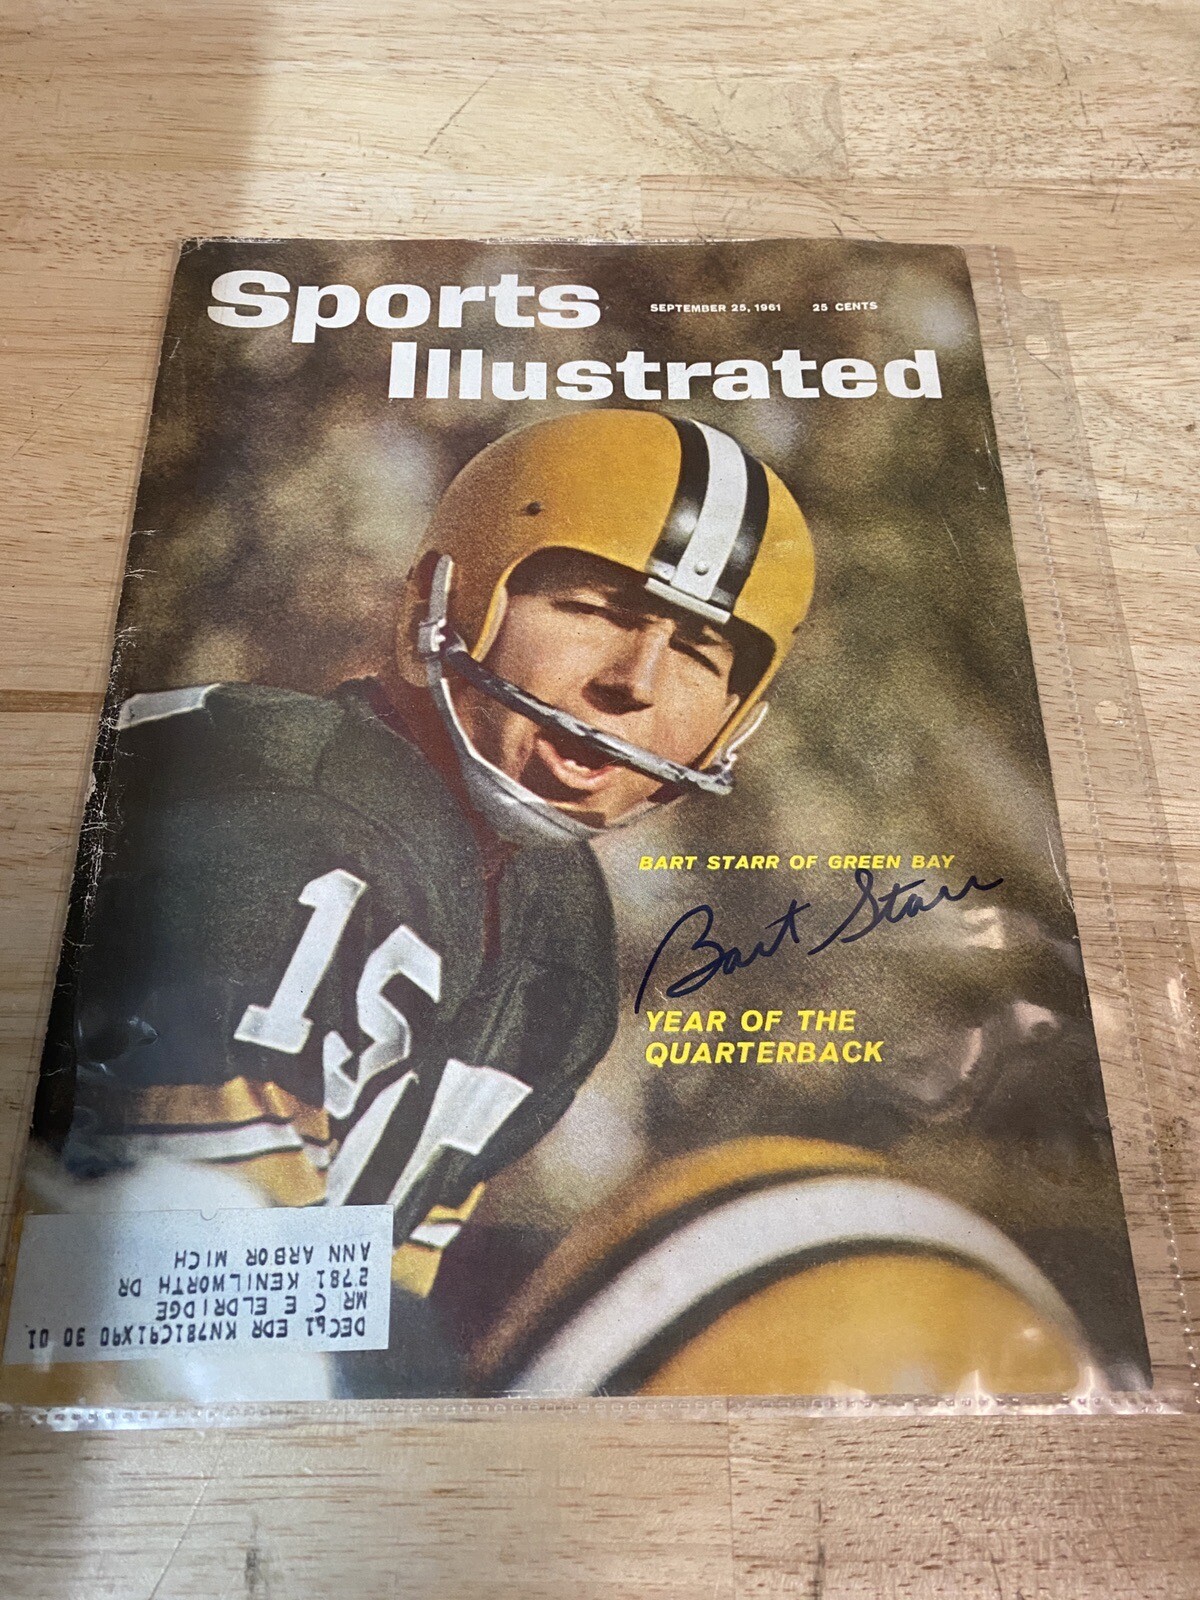 Sports
SEPTEMBER 25, 1961 25 CENTS
Illustrated
BART STARR OF GREEN BAY
Bart Starr
YEAR OF THE
QUARTERBACK
15
DEC61 EDR KN781C91X90 30 01
MR C E ELDRIDGE
2781 KENILWORTH DR
ANN ARBOR MICH